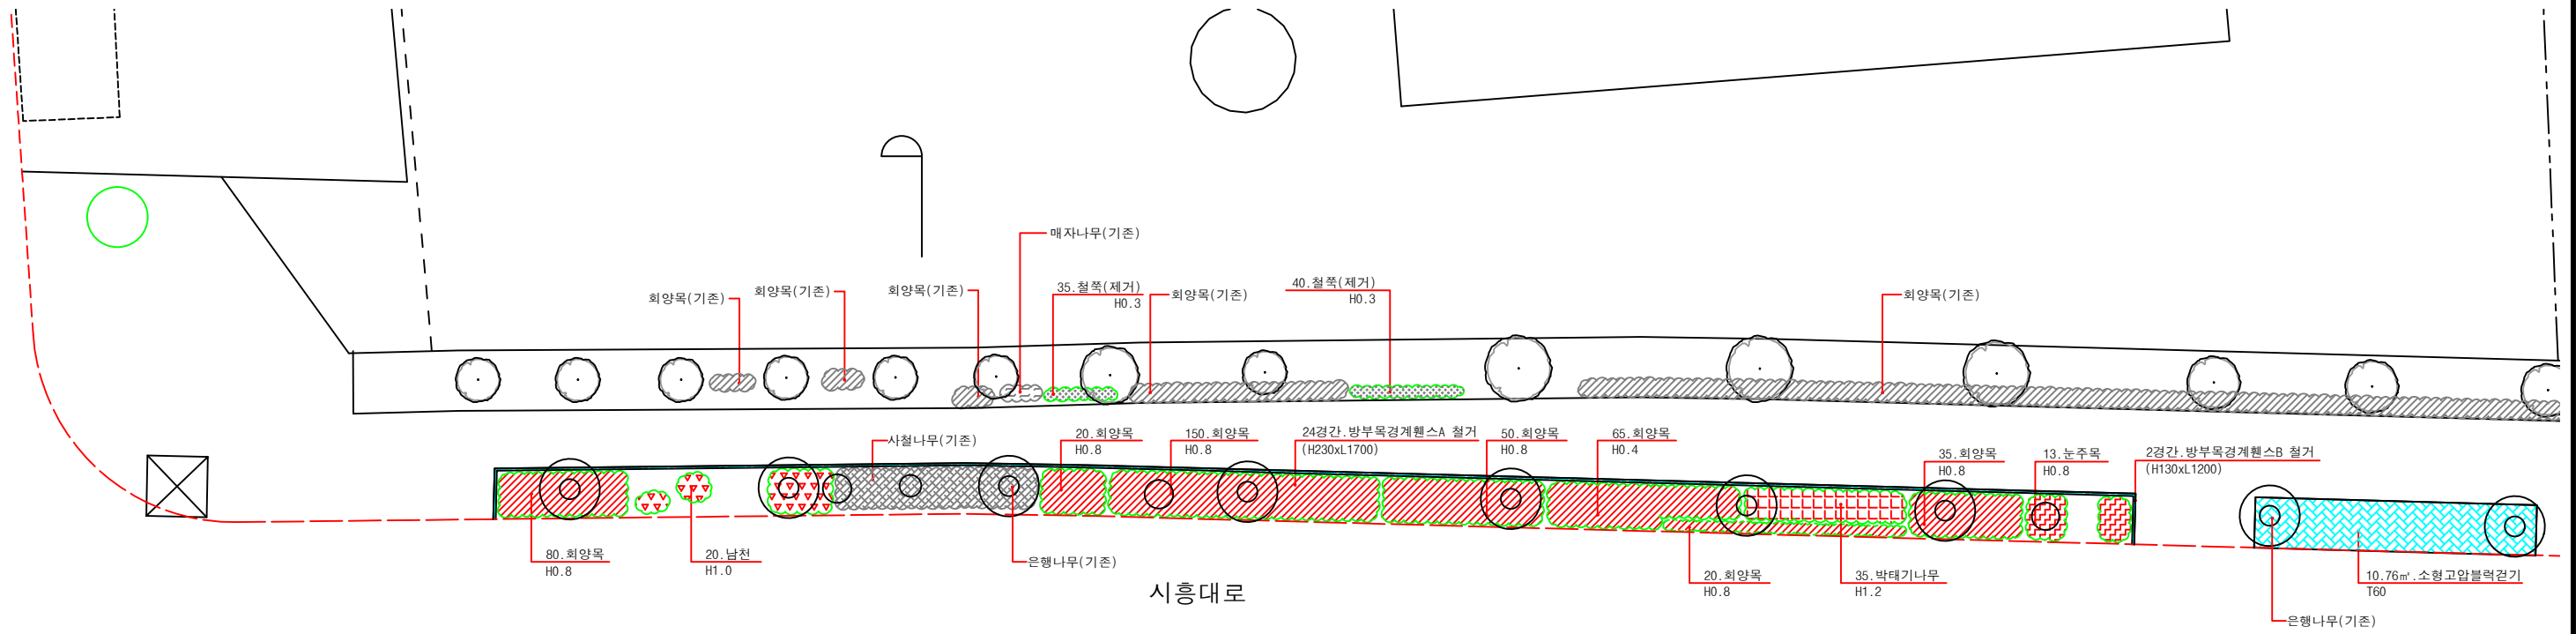 매자나무(기존)
회양목(기존)
회양목(기존)
회양목(기존)
35.철쭉(제거)
H0.3
회양목(기존)
40.철쭉(제거)
H0.3
회양목(기존)
사철나무(기존)
20.회양목
H0.8
150.회양목
H0.8
24경간.방부목경계휀스A 철거
(H230xL1700)
50.회양목
H0.8
65.회양목
H0.4
35.회양목
H0.8
13.눈주목
H0.8
2경간.방부목경계휀스B 철거
(H130xL1200)
80.회양목
H0.8
20.남천
H1.0
은행나무(기존)
시흥대로
20.회양목
H0.8
35.박태기나무
H1.2
10.76㎡.소형고압블럭걷기
T60
은행나무(기존)